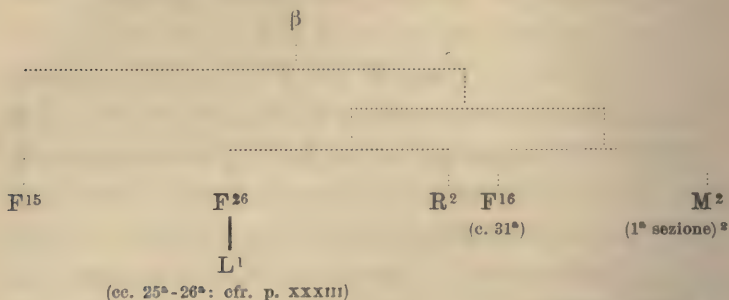 β
F¹⁵ F²⁶ R² F¹⁶ M²
(c. 31ª) (1ª sezione)²
L¹
(cc. 25ª-26ª: cfr. p. XXXIII)